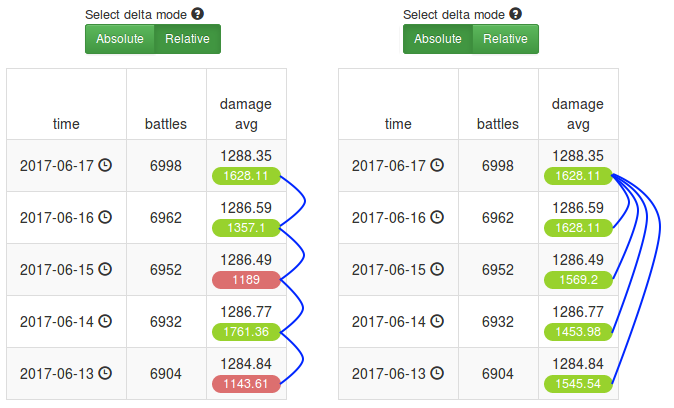 Select delta mode ?
Absolute Relative
time battles damage avg
2017-06-17 6998 1288.35
1628.11
2017-06-16 6962 1286.59
1357.1
2017-06-15 6952 1286.49
1189
2017-06-14 6932 1286.77
1761.36
2017-06-13 6904 1284.84
1143.61
Select delta mode ?
Absolute Relative
time battles damage avg
2017-06-17 6998 1288.35
1628.11
2017-06-16 6962 1286.59
1628.11
2017-06-15 6952 1286.49
1569.2
2017-06-14 6932 1286.77
1453.98
2017-06-13 6904 1284.84
1545.54